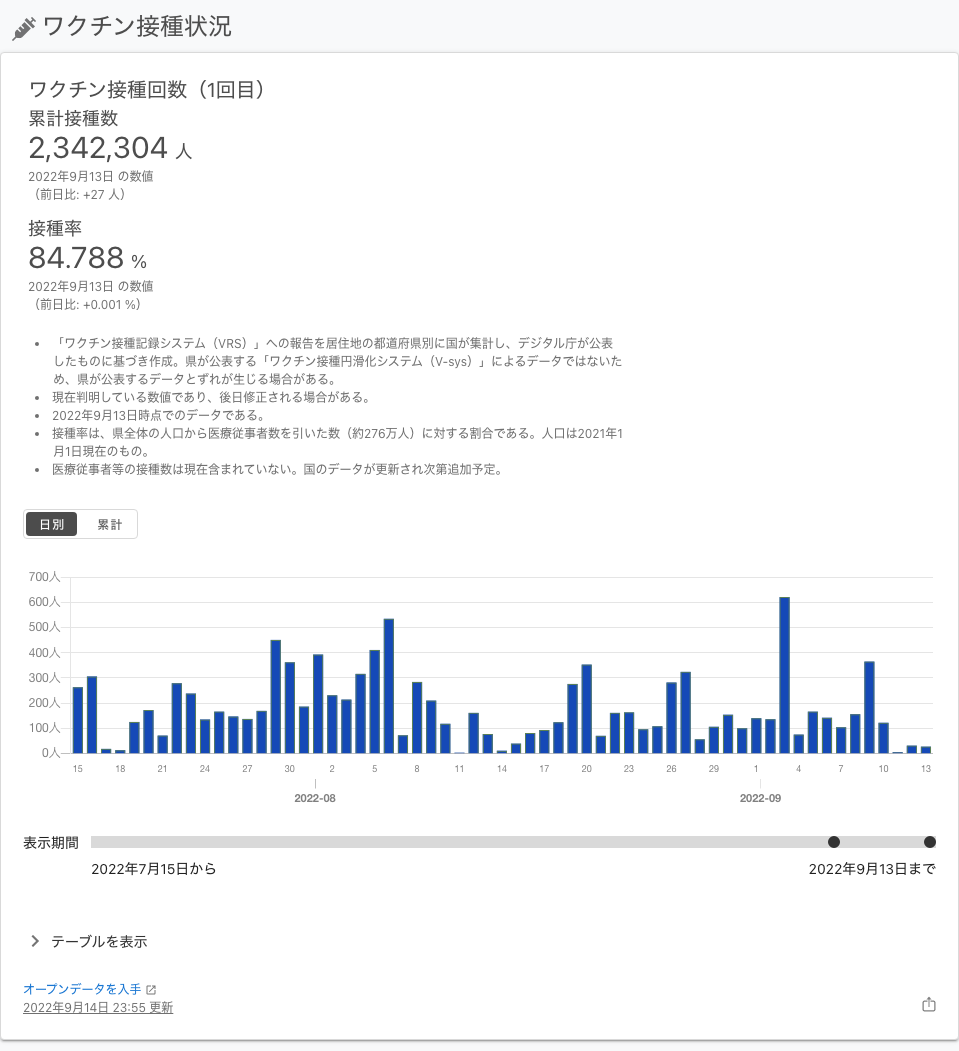 ワクチン接種状況
ワクチン接種回数（1回目）
累計接種数
2,342,304 人
2022年9月13日 の数値
（前日比: +27 人）
接種率
84.788 %
2022年9月13日 の数値
（前日比: +0.001 %）
• 「ワクチン接種記録システム（VRS）」への報告を居住地の都道府県別に国が集計し、デジタル庁が公表
したものに基づき作成。県が公表する「ワクチン接種円滑化システム（V-sys）」によるデータではないた
め、県が公表するデータとずれが生じる場合がある。
• 現在判明している数値であり、後日修正される場合がある。
• 2022年9月13日時点でのデータである。
• 接種率は、県全体の人口から医療従事者数を引いた数（約276万人）に対する割合である。人口は2021年1
月1日現在のもの。
• 医療従事者等の接種数は現在含まれていない。国のデータが更新され次第追加予定。
日別 累計
700人
600人
500人
400人
300人
200人
100人
0人
15 18 21 24 27 30 2 5 8 11 14 17 20 23 26 29 1 4 7 10 13
2022-08 2022-09
表示期間
2022年7月15日から 2022年9月13日まで
テーブルを表示
オープンデータを入手
2022年9月14日 23:55 更新